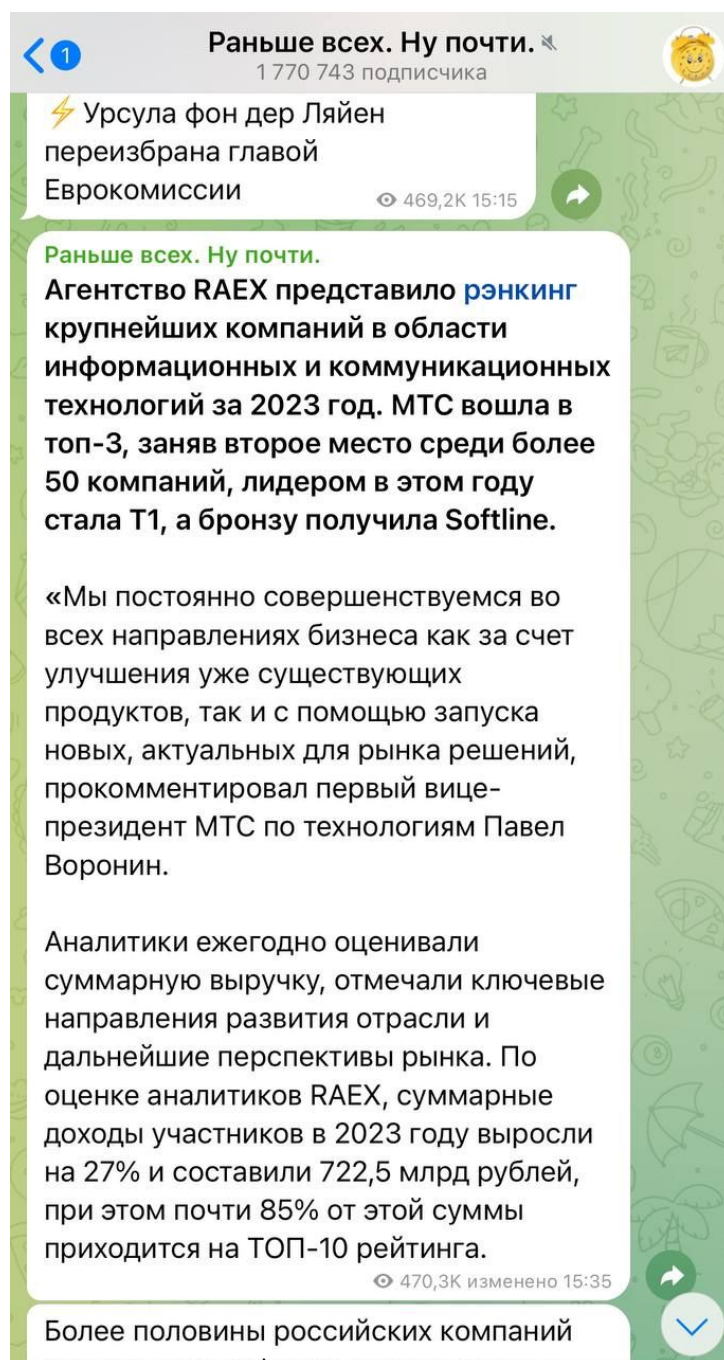 1
Раньше всех. Ну почти.
1 770 743 подписчика
⚡ Урсула фон дер Ляйен
переизбрана главой
Еврокомиссии
469,2K 15:15
Раньше всех. Ну почти.
Агентство RAEX представило рэнкинг
крупнейших компаний в области
информационных и коммуникационных
технологий за 2023 год. МТС вошла в
топ-3, заняв второе место среди более
50 компаний, лидером в этом году
стала Т1, а бронзу получила Softline.
«Мы постоянно совершенствуемся во
всех направлениях бизнеса как за счет
улучшения уже существующих
продуктов, так и с помощью запуска
новых, актуальных для рынка решений,
прокомментировал первый вице-
президент МТС по технологиям Павел
Воронин.
Аналитики ежегодно оценивали
суммарную выручку, отмечали ключевые
направления развития отрасли и
дальнейшие перспективы рынка. По
оценке аналитиков RAEX, суммарные
доходы участников в 2023 году выросли
на 27% и составили 722,5 млрд рублей,
при этом почти 85% от этой суммы
приходится на ТОП-10 рейтинга.
470,3K изменено 15:35
Более половины российских компаний